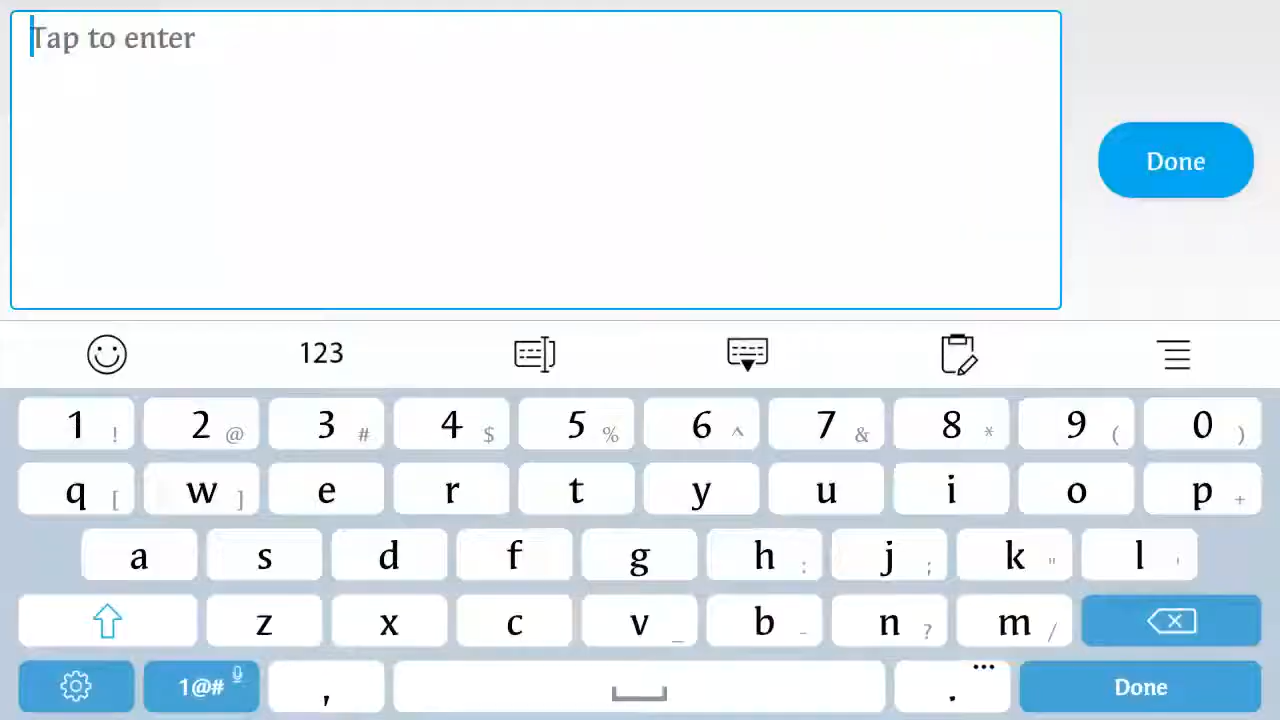 Tap to enter
Done
123
1 ! 2 @ 3 # 4 $ 5 % 6 ^ 7 & 8 * 9 ( 0 )
q [ w ] e r t y u i o p +
a s d f g h : j ; k " l '
z x c v _ b - n ? m /
1@# , . ... Done